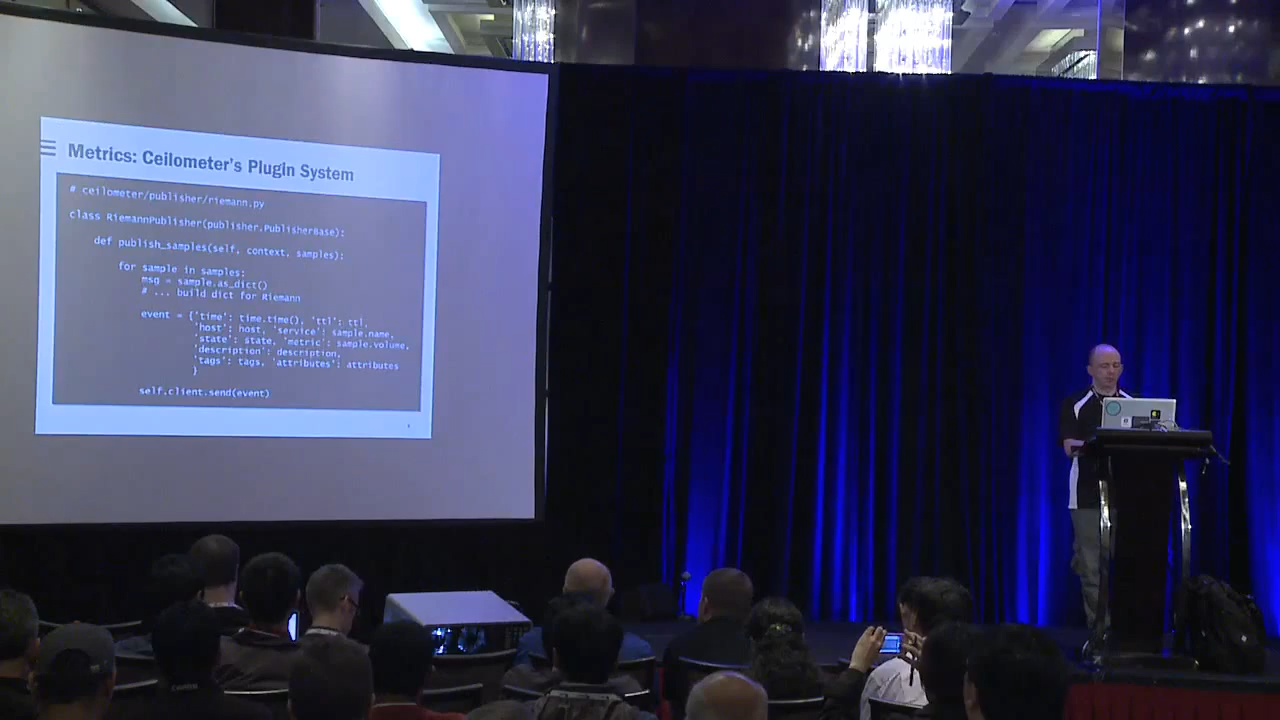 Metrics: Ceilometer's Plugin System
# ceilometer/publisher/riemann.py
class RiemannPublisher(publisher.PublisherBase):
def publish_samples(self, context, samples):
for sample in samples:
msg = sample.as_dict()
# ... build dict for Riemann
event = {'time': time.time(), 'ttl': ttl,
'host': host, 'service': sample.name,
'state': state, 'metric': sample.volume,
'description': description,
'tags': tags, 'attributes': attributes
}
self.client.send(event)